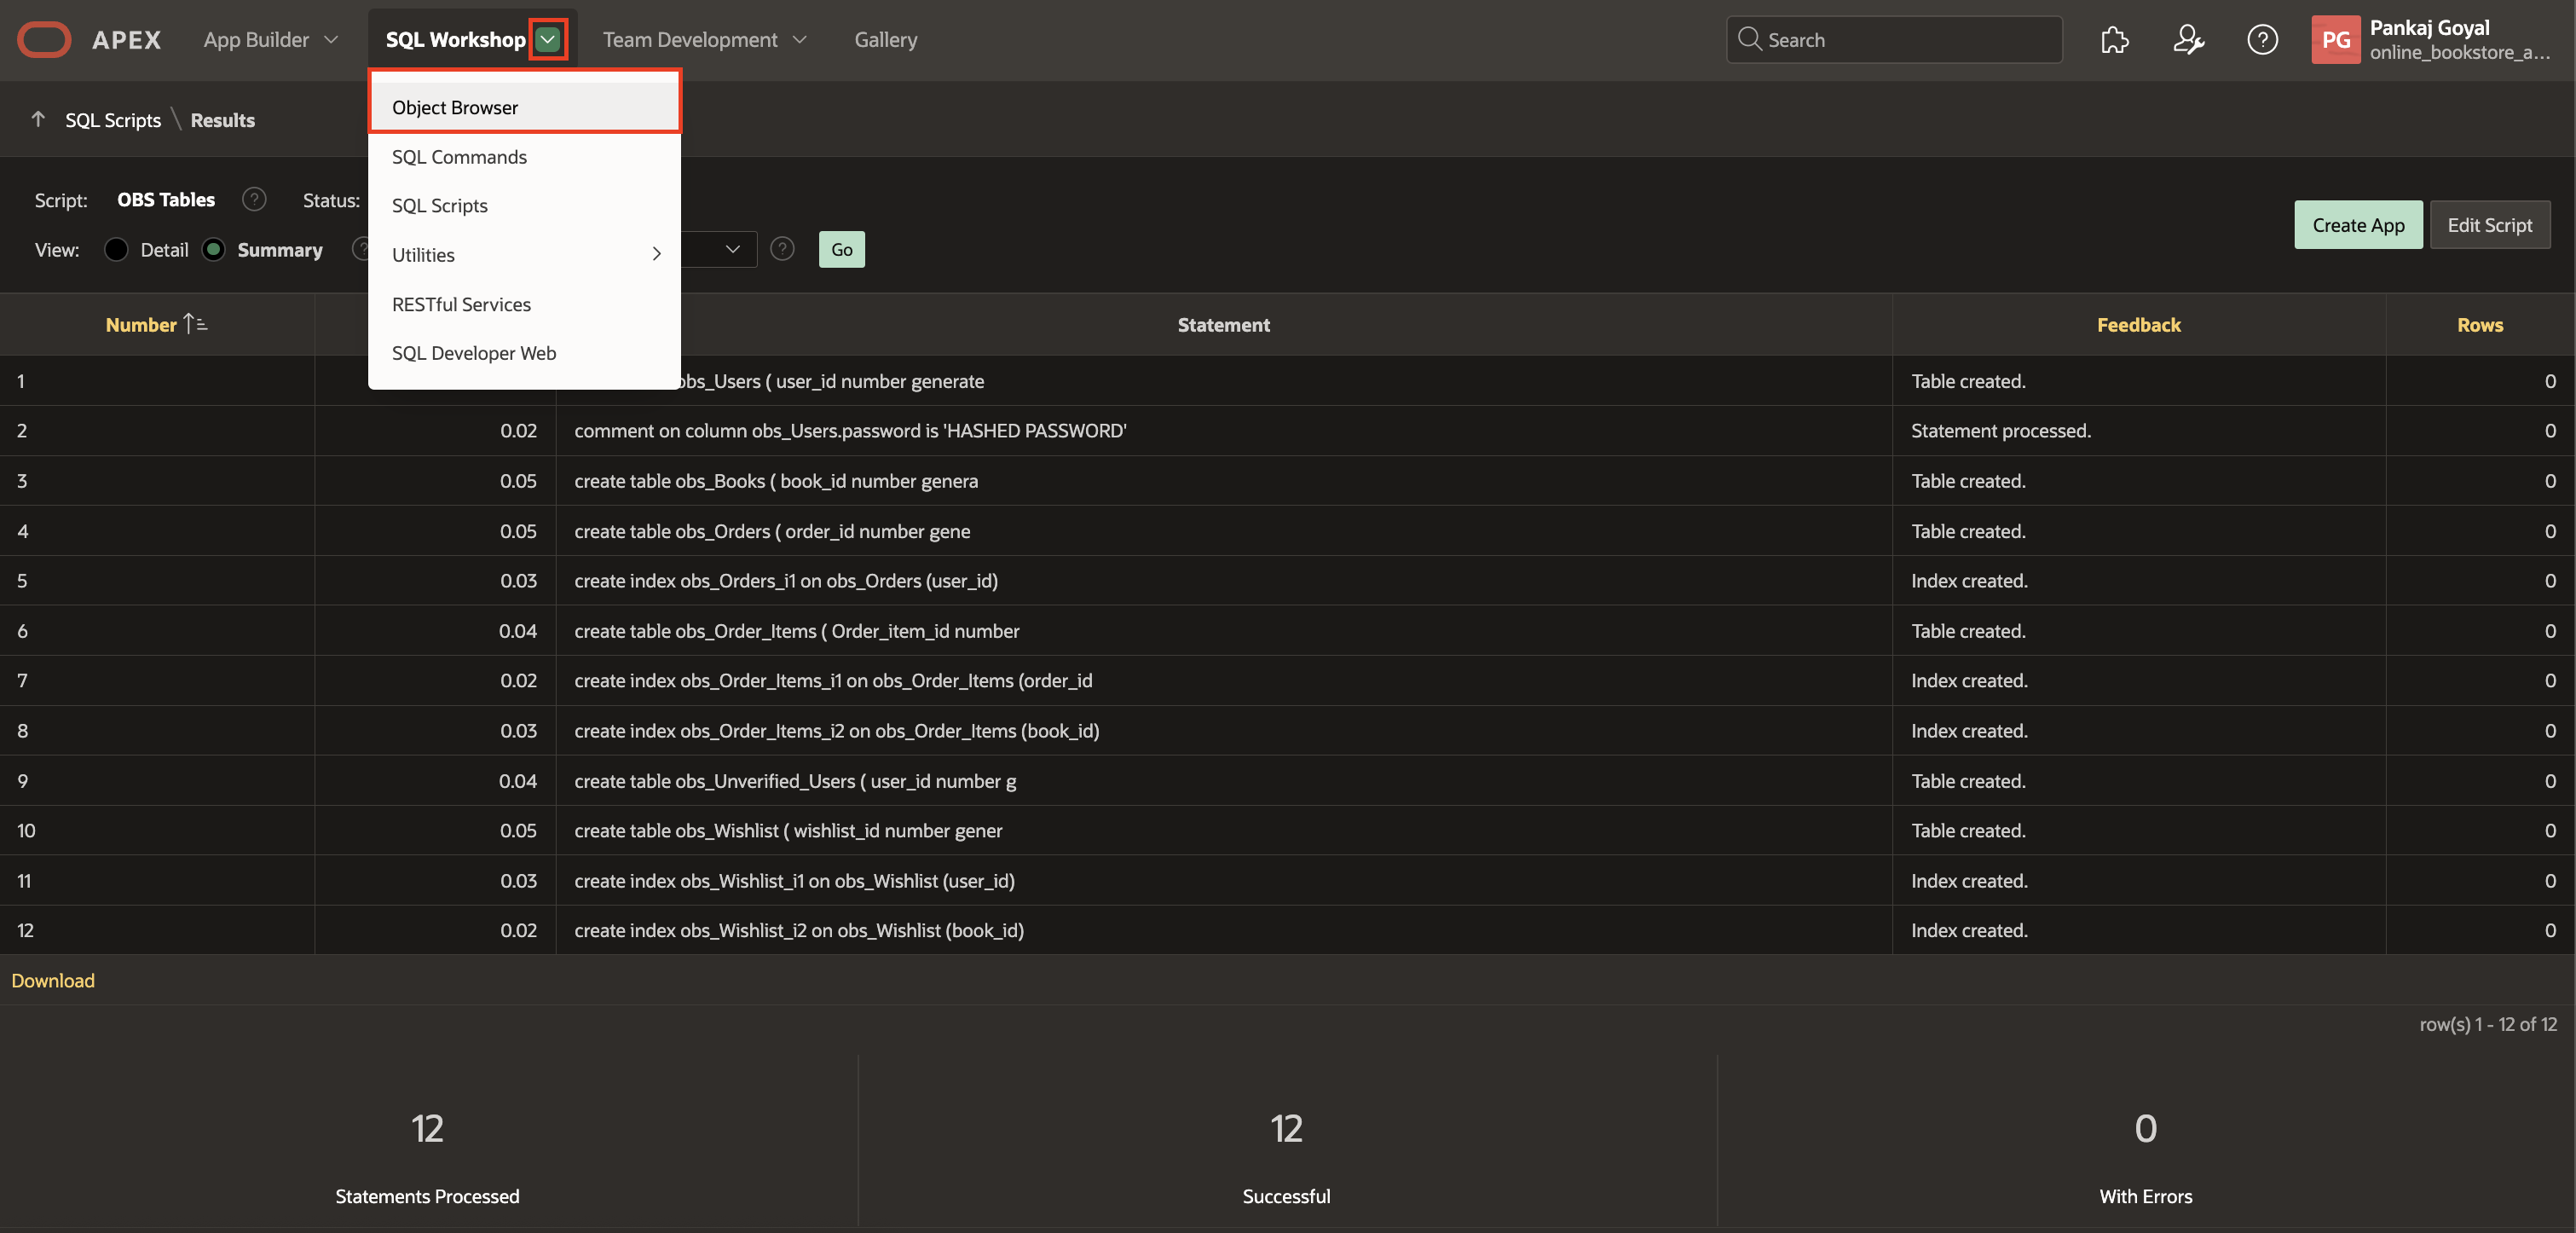 APEX App Builder SQL Workshop Team Development Gallery Search PG Pankaj Goyal
online_bookstore_a...
Object Browser
SQL Commands
SQL Scripts
Utilities
RESTful Services
SQL Developer Web
SQL Scripts \ Results
Script: OBS Tables ? Status:
View: Detail Summary ? ? Go
Create App Edit Script
Number Statement Feedback Rows
1 obs_Users ( user_id number generate Table created. 0
2 0.02 comment on column obs_Users.password is 'HASHED PASSWORD' Statement processed. 0
3 0.05 create table obs_Books ( book_id number genera Table created. 0
4 0.05 create table obs_Orders ( order_id number gene Table created. 0
5 0.03 create index obs_Orders_i1 on obs_Orders (user_id) Index created. 0
6 0.04 create table obs_Order_Items ( Order_item_id number Table created. 0
7 0.02 create index obs_Order_Items_i1 on obs_Order_Items (order_id Index created. 0
8 0.03 create index obs_Order_Items_i2 on obs_Order_Items (book_id) Index created. 0
9 0.04 create table obs_Unverified_Users ( user_id number g Table created. 0
10 0.05 create table obs_Wishlist ( wishlist_id number gener Table created. 0
11 0.03 create index obs_Wishlist_i1 on obs_Wishlist (user_id) Index created. 0
12 0.02 create index obs_Wishlist_i2 on obs_Wishlist (book_id) Index created. 0
Download
row(s) 1 - 12 of 12
12 12 0
Statements Processed Successful With Errors